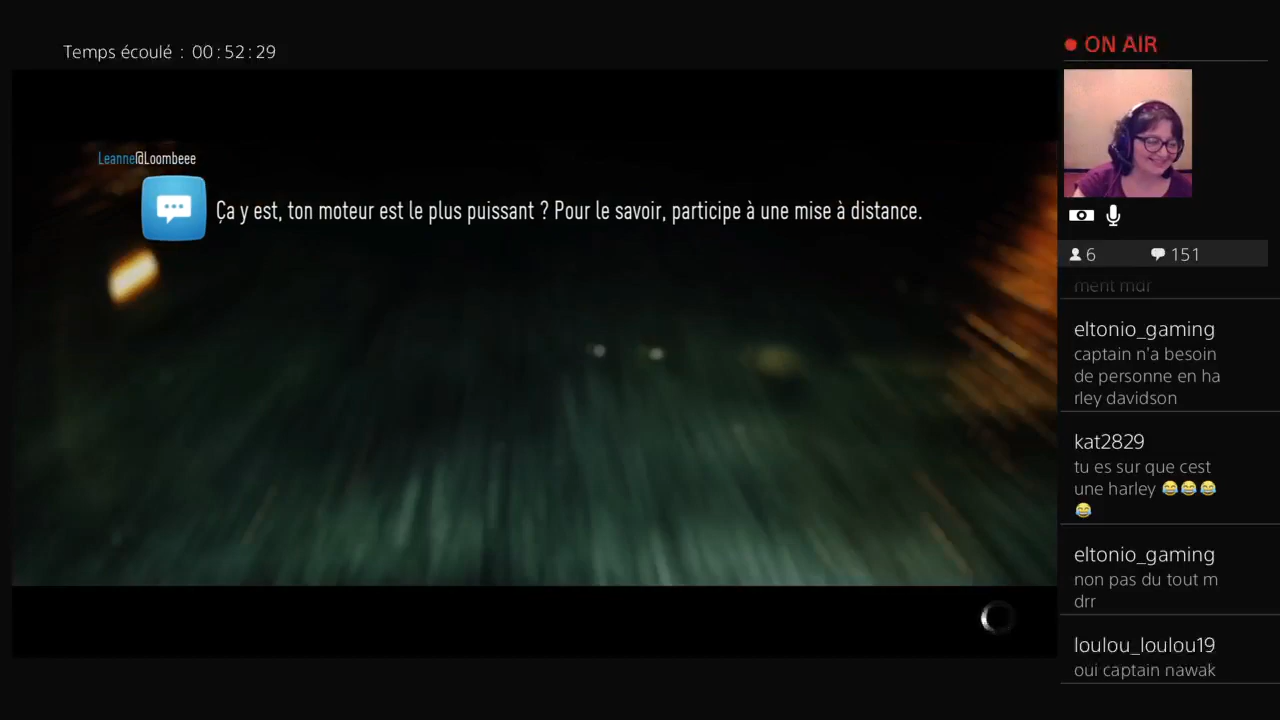 Temps écoulé : 00:52:29
ON AIR
Leanne@Loombeee
Ça y est, ton moteur est le plus puissant ? Pour le savoir, participe à une mise à distance.
6 151
ment mdr
eltonio_gaming
captain n'a besoin
de personne en ha
rley davidson
kat2829
tu es sur que cest
une harley 😂😂😂
😂
eltonio_gaming
non pas du tout m
drr
loulou_loulou19
oui captain nawak